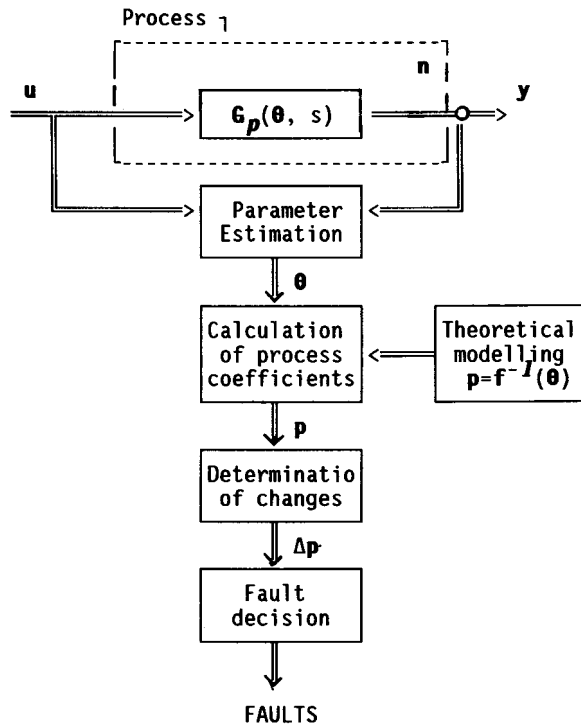 Process
n
u
y
G_p(θ, s)
Parameter
Estimation
θ
Calculation
of process
coefficients
Theoretical
modelling
p=f⁻¹(θ)
p
Determinatio
of changes
Δp
Fault
decision
FAULTS